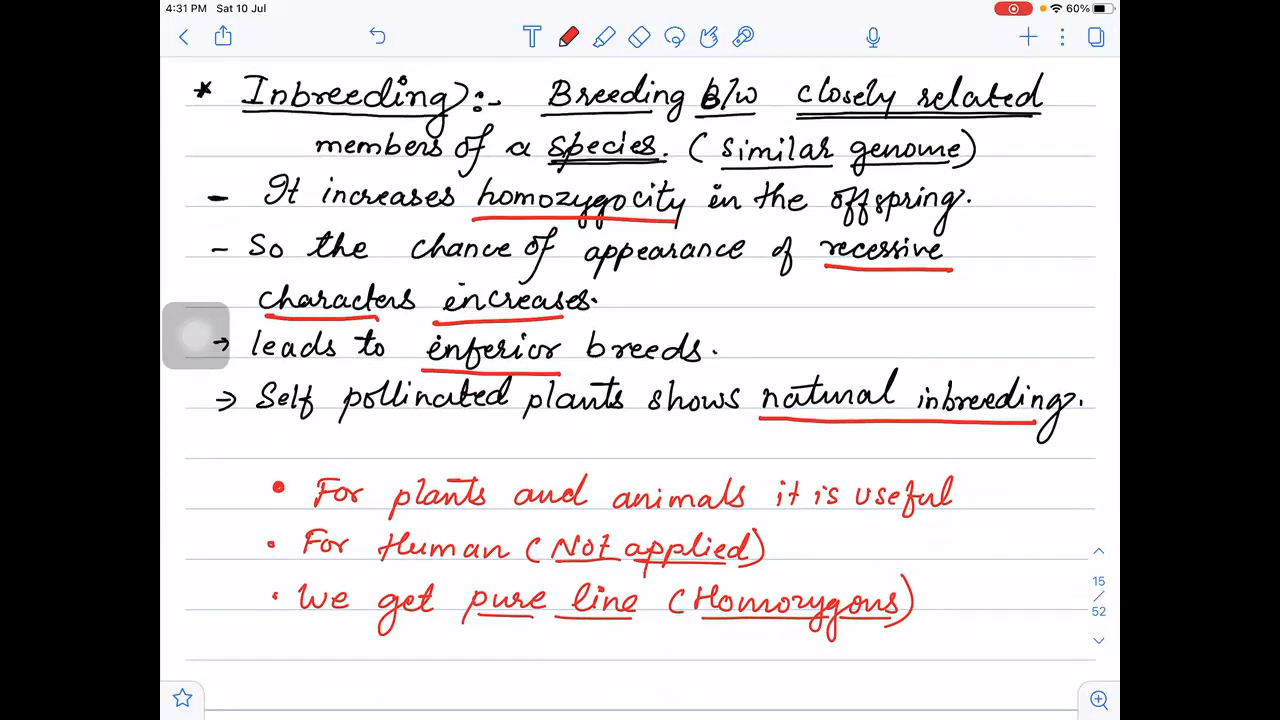 4:31 PM Sat 10 Jul
60%
* Inbreeding :- Breeding b/w closely related
members of a species. (similar genome)
- It increases homozygocity in the offspring.
- So the chance of appearance of recessive
characters increases.
→ leads to inferior breeds.
→ Self pollinated plants shows natural inbreeding.
• For plants and animals it is useful
• For Human (Not applied)
• We get pure line (Homozygous)
15
/
52